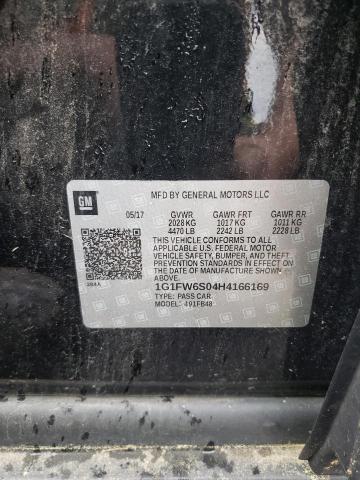 GM
MFD BY GENERAL MOTORS LLC
05/17 GVWR GAWR FRT GAWR RR
2028 KG 1017 KG 1011 KG
4470 LB 2242 LB 2228 LB
THIS VEHICLE CONFORMS TO ALL
APPLICABLE U.S. FEDERAL MOTOR
VEHICLE SAFETY, BUMPER, AND THEFT
PREVENTION STANDARDS IN EFFECT ON
THE DATE OF MANUFACTURE SHOWN
ABOVE.
1G1FW6S04H4166169
TYPE: PASS CAR
MODEL: 491FB48